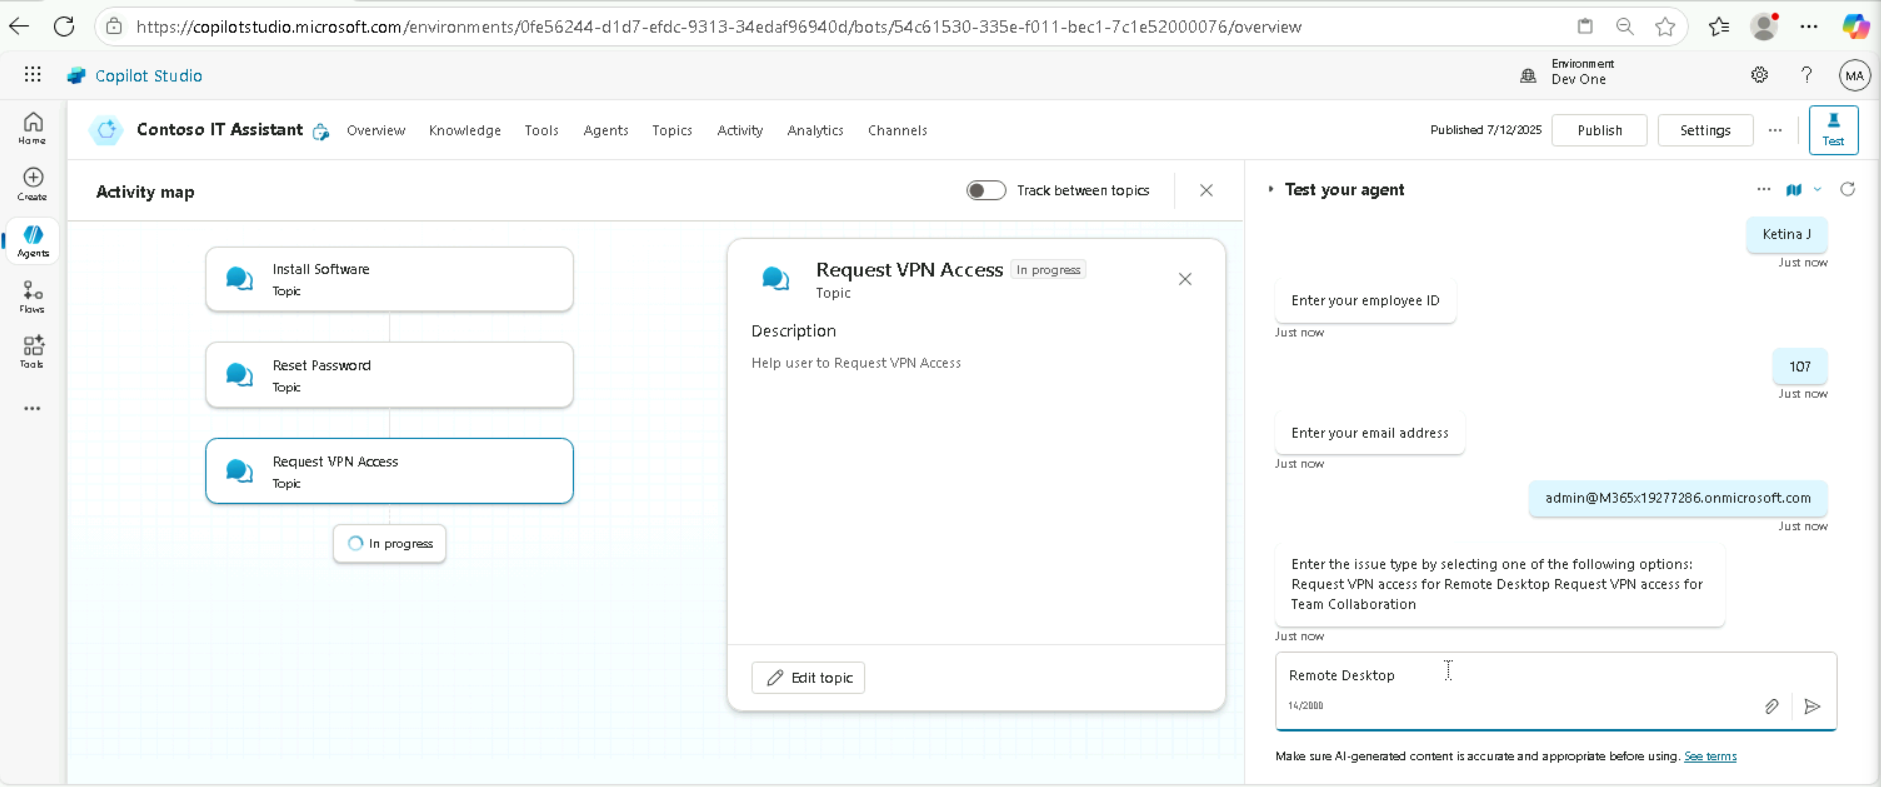 https://copilotstudio.microsoft.com/environments/0fe56244-d1d7-efdc-9313-34edaf96940d/bots/54c61530-335e-f011-bec1-7c1e52000076/overview
Copilot Studio
Environment
Dev One
MA
Home
Create
Agents
Flows
Tools
Contoso IT Assistant
Overview
Knowledge
Tools
Agents
Topics
Activity
Analytics
Channels
Published 7/12/2025
Publish
Settings
Test
Activity map
Track between topics
Install Software
Topic
Reset Password
Topic
Request VPN Access
Topic
In progress
Request VPN Access
In progress
Topic
Description
Help user to Request VPN Access
Edit topic
Test your agent
Ketina J
Just now
Enter your employee ID
Just now
107
Just now
Enter your email address
Just now
admin@M365x19277286.onmicrosoft.com
Just now
Enter the issue type by selecting one of the following options:
Request VPN access for Remote Desktop Request VPN access for
Team Collaboration
Just now
Remote Desktop
14/2000
Make sure AI-generated content is accurate and appropriate before using. See terms